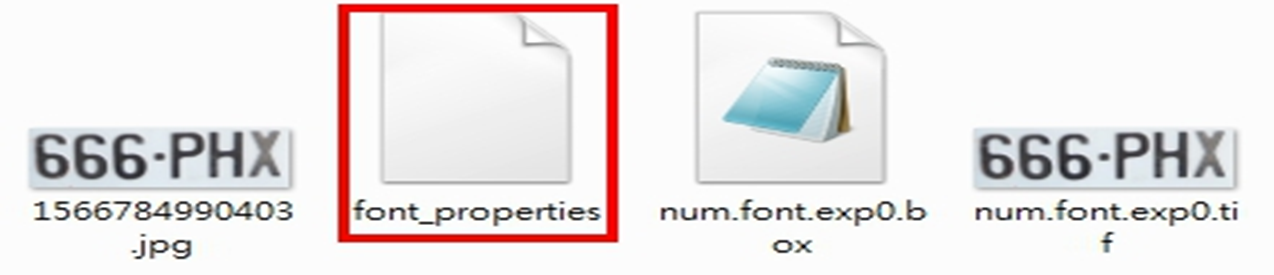 666-PHX
666-PHX
1566784990403
font_properties
num.font.exp0.b
num.font.exp0.ti
.jpg
ox
f